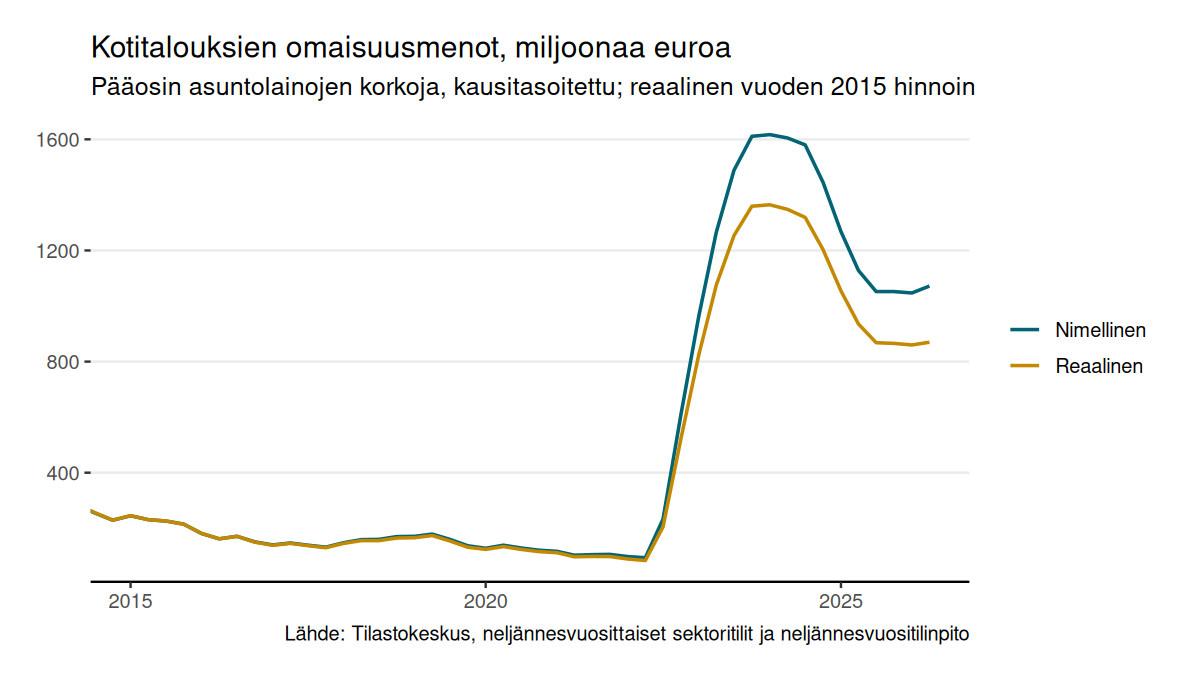 Kotitalouksien omaisuusmenot, miljoonaa euroa
Pääosin asuntolainojen korkoja, kausitasoitettu; reaalinen vuoden 2015 hinnoin
1600
1200
800
400
Nimellinen
Reaalinen
2015
2020
2025
Lähde: Tilastokeskus, neljännesvuosittaiset sektoritilit ja neljännesvuositilinpito